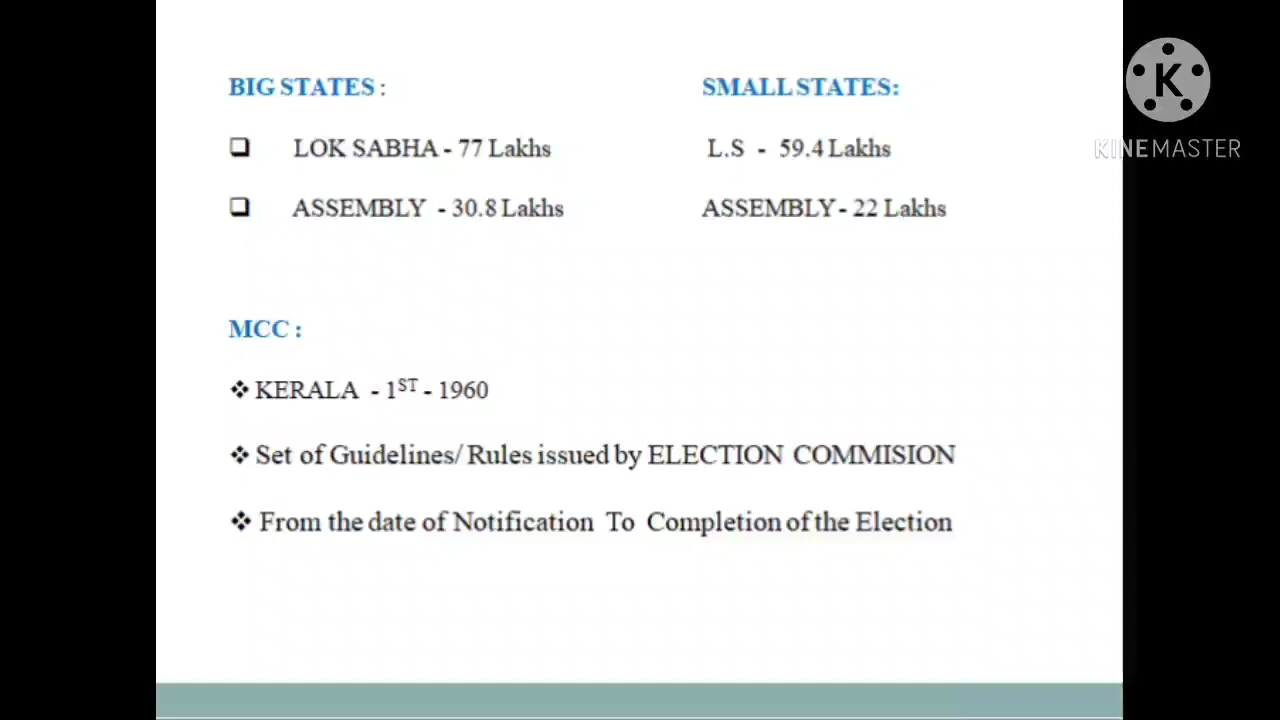 BIG STATES :
SMALL STATES:
LOK SABHA - 77 Lakhs
L.S - 59.4 Lakhs
ASSEMBLY - 30.8 Lakhs
ASSEMBLY - 22 Lakhs
MCC :
KERALA - 1ST - 1960
Set of Guidelines/ Rules issued by ELECTION COMMISION
From the date of Notification To Completion of the Election
K
KINEMASTER